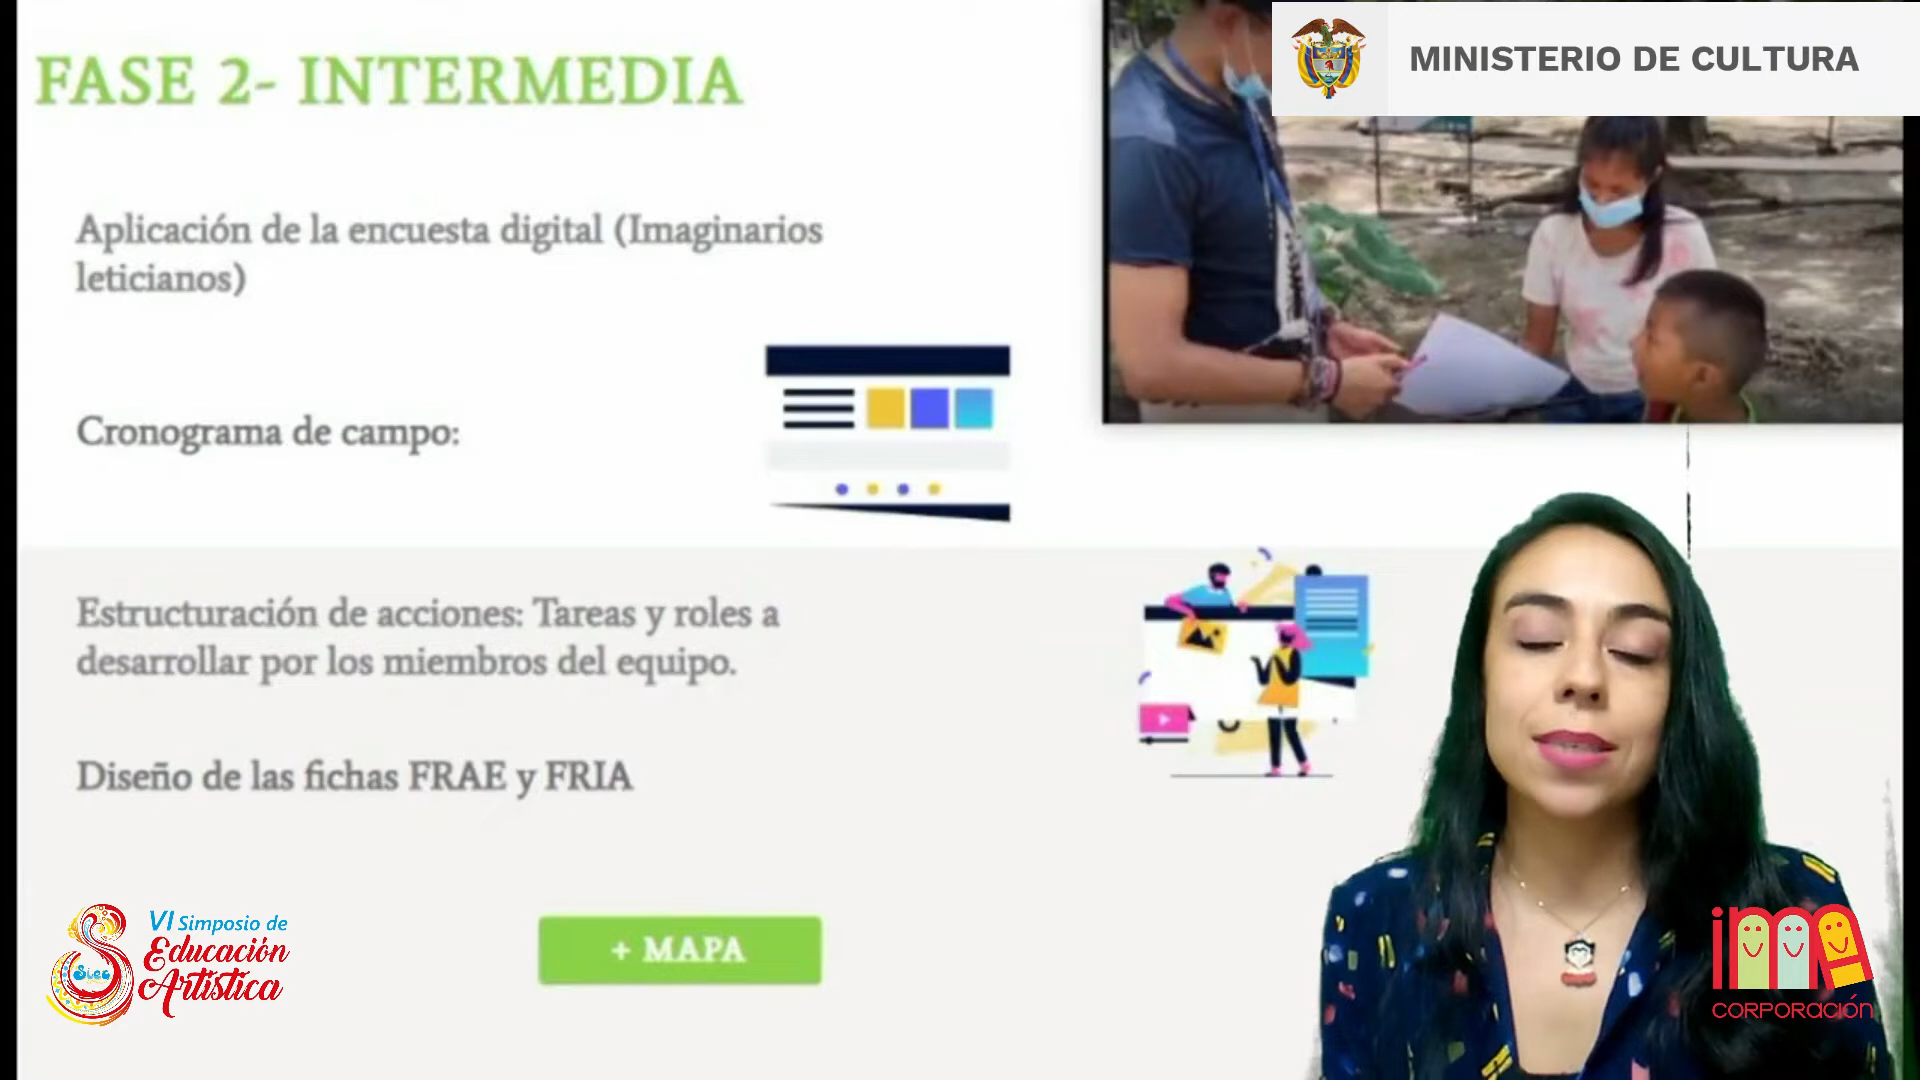 FASE 2- INTERMEDIA
MINISTERIO DE CULTURA
Aplicación de la encuesta digital (Imaginarios
leticianos)
Cronograma de campo:
Estructuración de acciones: Tareas y roles a
desarrollar por los miembros del equipo.
Diseño de las fichas FRAE y FRIA
+ MAPA
VI Simposio de
Educación
Artística
Siea
ima
CORPORACIÓN